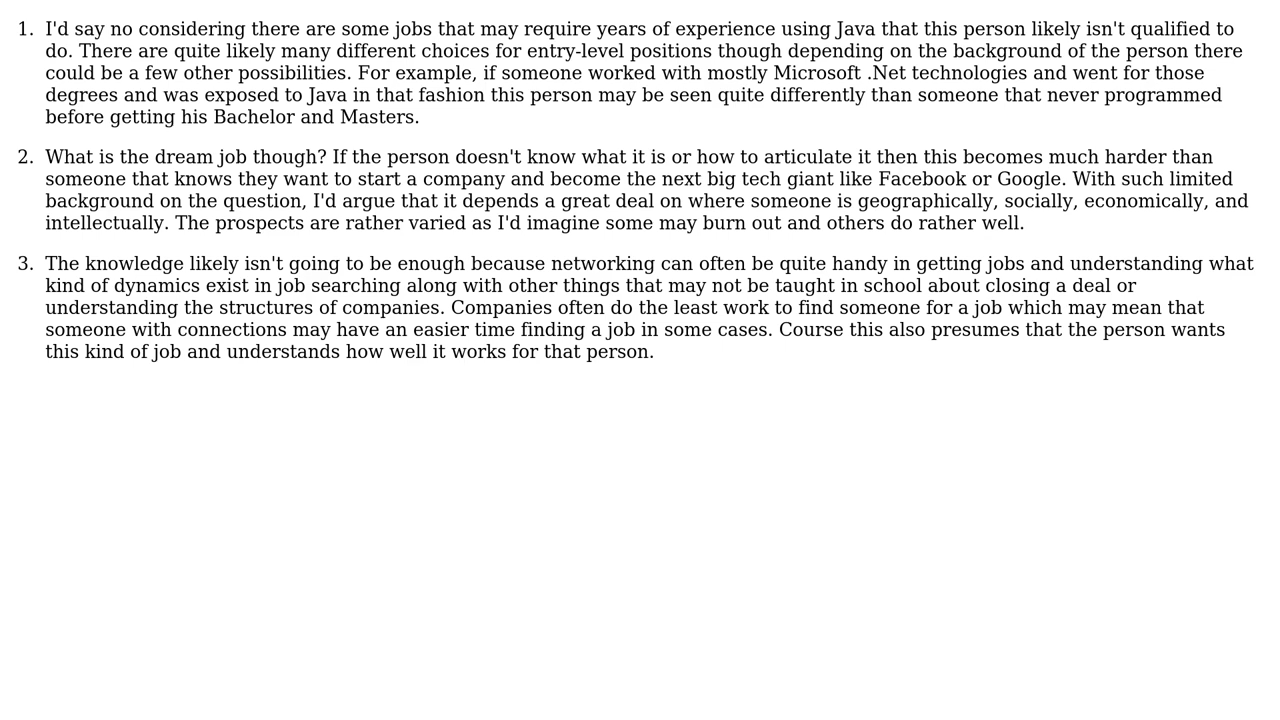 1. I'd say no considering there are some jobs that may require years of experience using Java that this person likely isn't qualified to
do. There are quite likely many different choices for entry-level positions though depending on the background of the person there
could be a few other possibilities. For example, if someone worked with mostly Microsoft .Net technologies and went for those
degrees and was exposed to Java in that fashion this person may be seen quite differently than someone that never programmed
before getting his Bachelor and Masters.
2. What is the dream job though? If the person doesn't know what it is or how to articulate it then this becomes much harder than
someone that knows they want to start a company and become the next big tech giant like Facebook or Google. With such limited
background on the question, I'd argue that it depends a great deal on where someone is geographically, socially, economically, and
intellectually. The prospects are rather varied as I'd imagine some may burn out and others do rather well.
3. The knowledge likely isn't going to be enough because networking can often be quite handy in getting jobs and understanding what
kind of dynamics exist in job searching along with other things that may not be taught in school about closing a deal or
understanding the structures of companies. Companies often do the least work to find someone for a job which may mean that
someone with connections may have an easier time finding a job in some cases. Course this also presumes that the person wants
this kind of job and understands how well it works for that person.